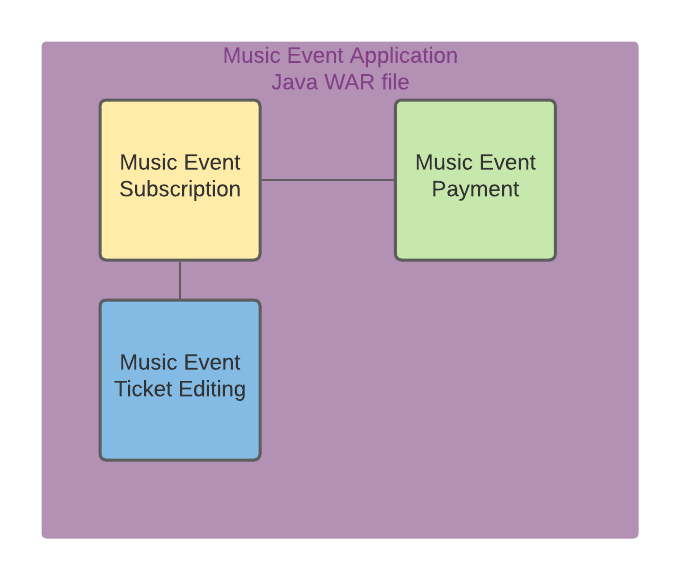 Music Event Application
Java WAR file
Music Event
Subscription
Music Event
Payment
Music Event
Ticket Editing